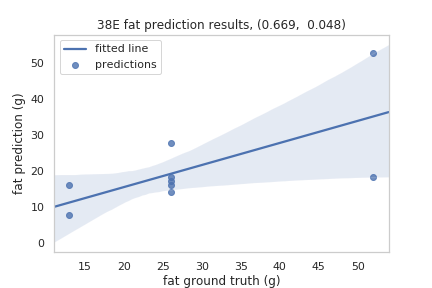 38E fat prediction results, (0.669,  0.048)
fitted line
predictions
fat prediction (g)
50
40
30
20
10
0
15 20 25 30 35 40 45 50
fat ground truth (g)